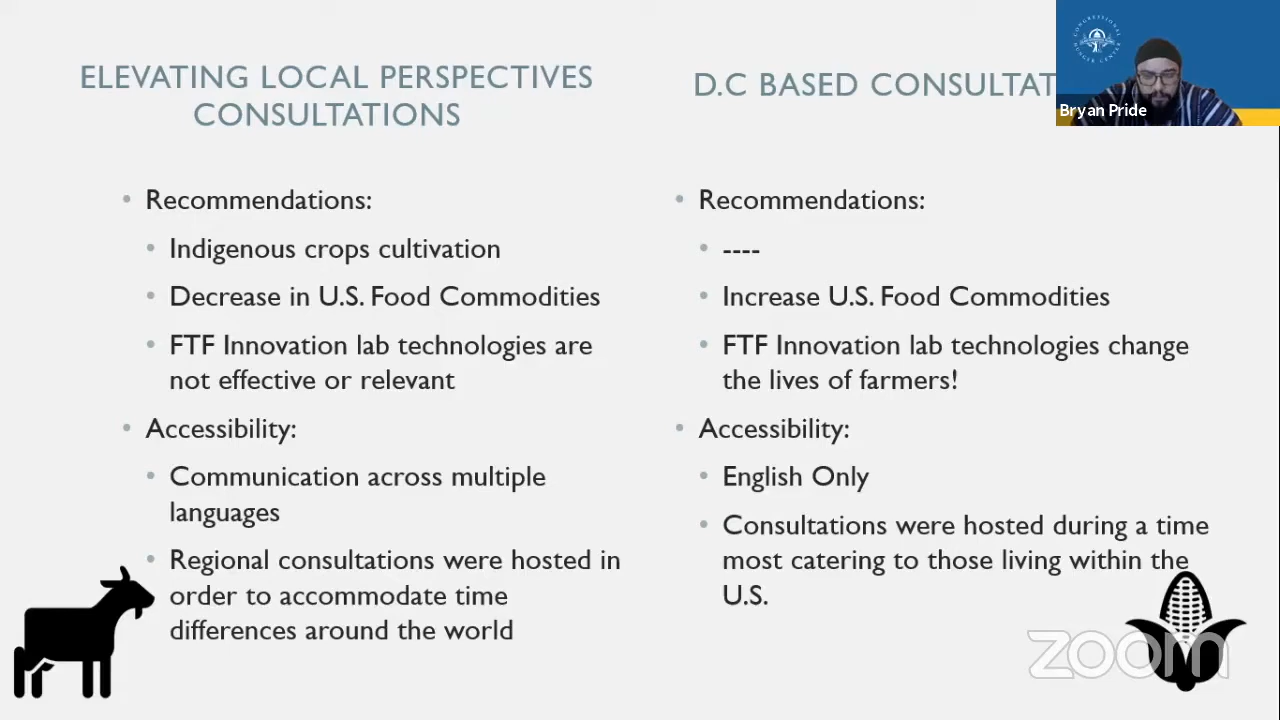 ELEVATING LOCAL PERSPECTIVES
CONSULTATIONS
• Recommendations:
• Indigenous crops cultivation
• Decrease in U.S. Food Commodities
• FTF Innovation lab technologies are
not effective or relevant
• Accessibility:
• Communication across multiple
languages
• Regional consultations were hosted in
order to accommodate time
differences around the world
D.C BASED CONSULTAT
• Recommendations:
• ----
• Increase U.S. Food Commodities
• FTF Innovation lab technologies change
the lives of farmers!
• Accessibility:
• English Only
• Consultations were hosted during a time
most catering to those living within the
U.S.
CONGRESSIONAL
HUNGER CENTER
Bryan Pride
zoom